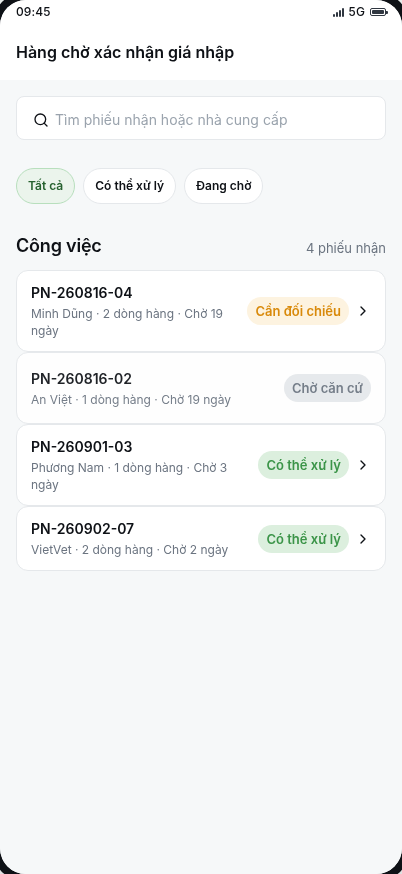 09:45
5G
Hàng chờ xác nhận giá nhập
Tìm phiếu nhận hoặc nhà cung cấp
Tất cả
Có thể xử lý
Đang chờ
Công việc
4 phiếu nhận
PN-260816-04
Minh Dũng · 2 dòng hàng · Chờ 19
ngày
Cần đối chiếu
PN-260816-02
An Việt · 1 dòng hàng · Chờ 19 ngày
Chờ căn cứ
PN-260901-03
Phương Nam · 1 dòng hàng · Chờ 3
ngày
Có thể xử lý
PN-260902-07
VietVet · 2 dòng hàng · Chờ 2 ngày
Có thể xử lý